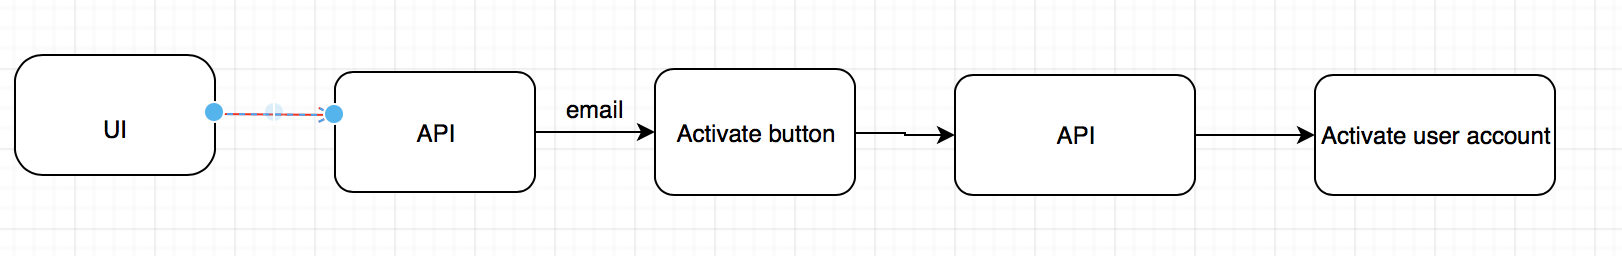 UI
API
email
Activate button
API
Activate user account